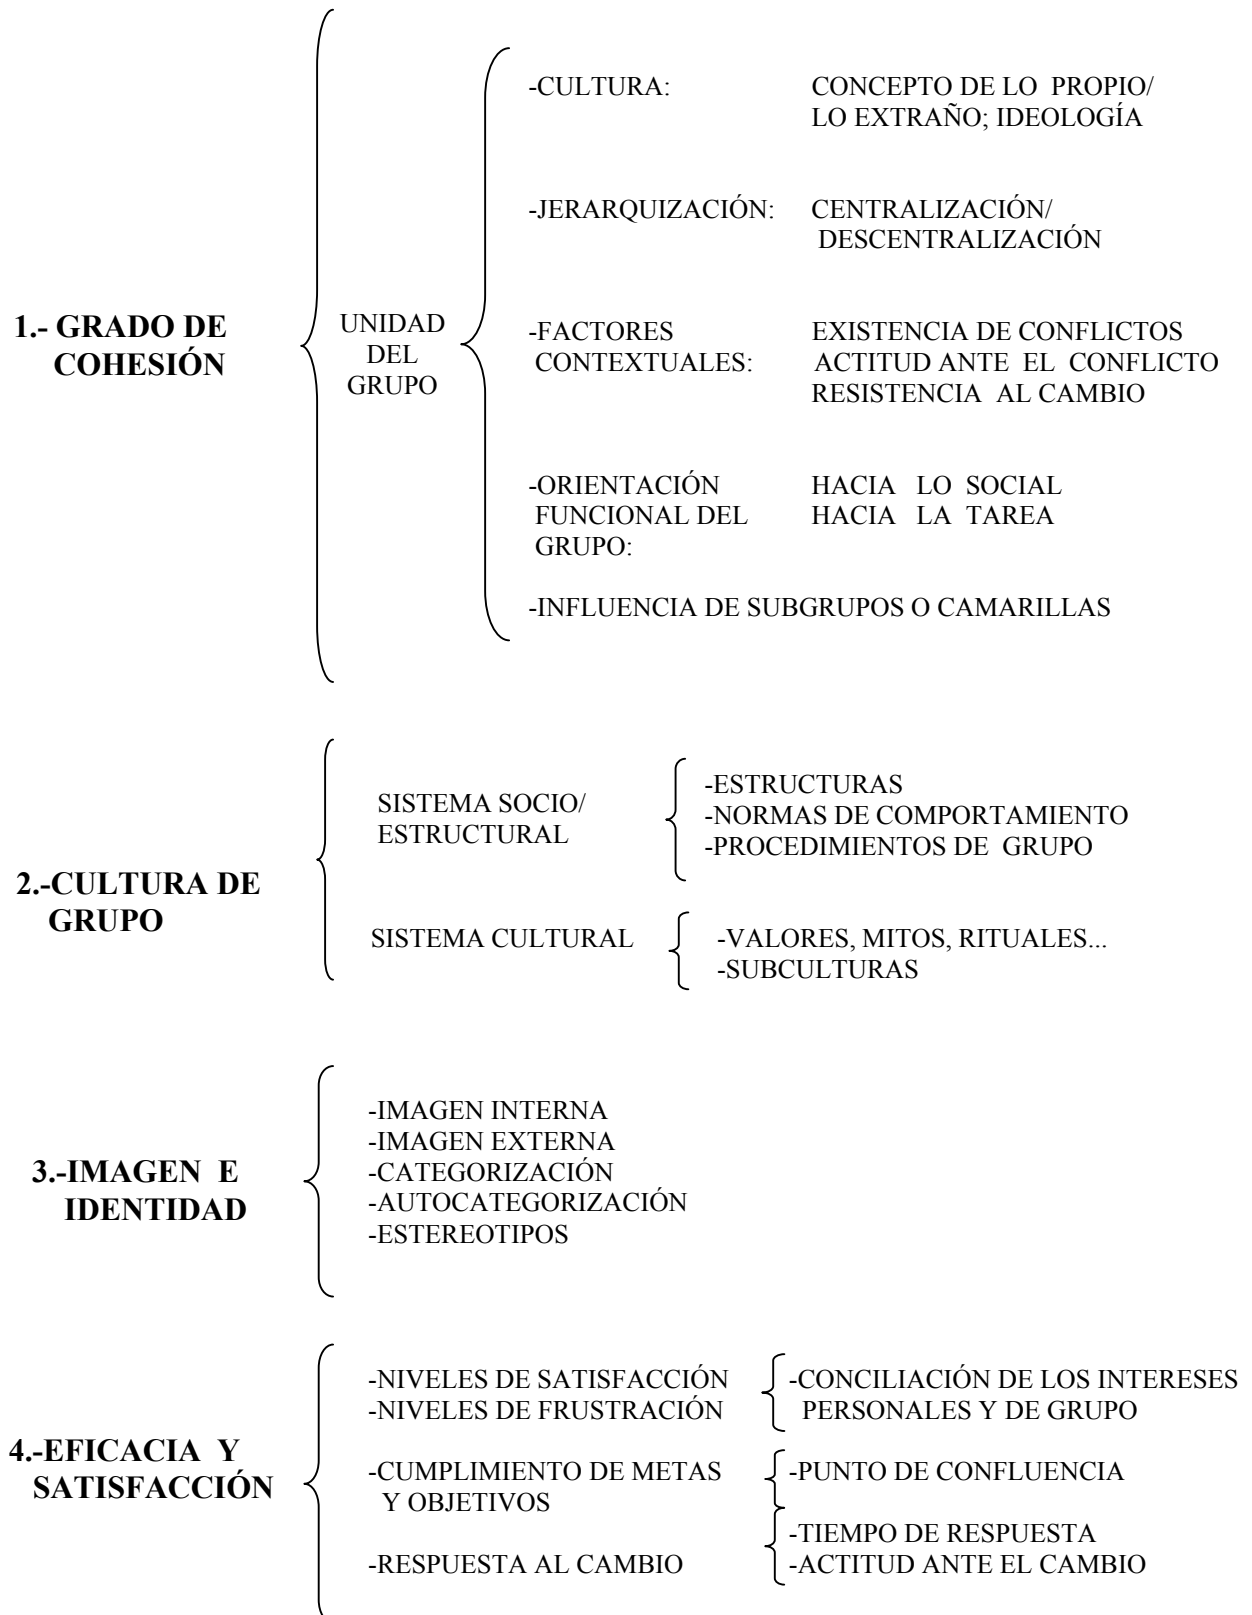 -CULTURA: CONCEPTO DE LO PROPIO/
LO EXTRAÑO; IDEOLOGÍA
-JERARQUIZACIÓN: CENTRALIZACIÓN/
DESCENTRALIZACIÓN
1.- GRADO DE
COHESIÓN
UNIDAD
DEL
GRUPO
-FACTORES EXISTENCIA DE CONFLICTOS
CONTEXTUALES: ACTITUD ANTE EL CONFLICTO
RESISTENCIA AL CAMBIO
-ORIENTACIÓN HACIA LO SOCIAL
FUNCIONAL DEL HACIA LA TAREA
GRUPO:
-INFLUENCIA DE SUBGRUPOS O CAMARILLAS
2.-CULTURA DE
GRUPO
SISTEMA SOCIO/
ESTRUCTURAL
-ESTRUCTURAS
-NORMAS DE COMPORTAMIENTO
-PROCEDIMIENTOS DE GRUPO
SISTEMA CULTURAL
-VALORES, MITOS, RITUALES...
-SUBCULTURAS
3.-IMAGEN E
IDENTIDAD
-IMAGEN INTERNA
-IMAGEN EXTERNA
-CATEGORIZACIÓN
-AUTOCATEGORIZACIÓN
-ESTEREOTIPOS
4.-EFICACIA Y
SATISFACCIÓN
-NIVELES DE SATISFACCIÓN
-NIVELES DE FRUSTRACIÓN
-CONCILIACIÓN DE LOS INTERESES
PERSONALES Y DE GRUPO
-CUMPLIMIENTO DE METAS
Y OBJETIVOS
-PUNTO DE CONFLUENCIA
-RESPUESTA AL CAMBIO
-TIEMPO DE RESPUESTA
-ACTITUD ANTE EL CAMBIO